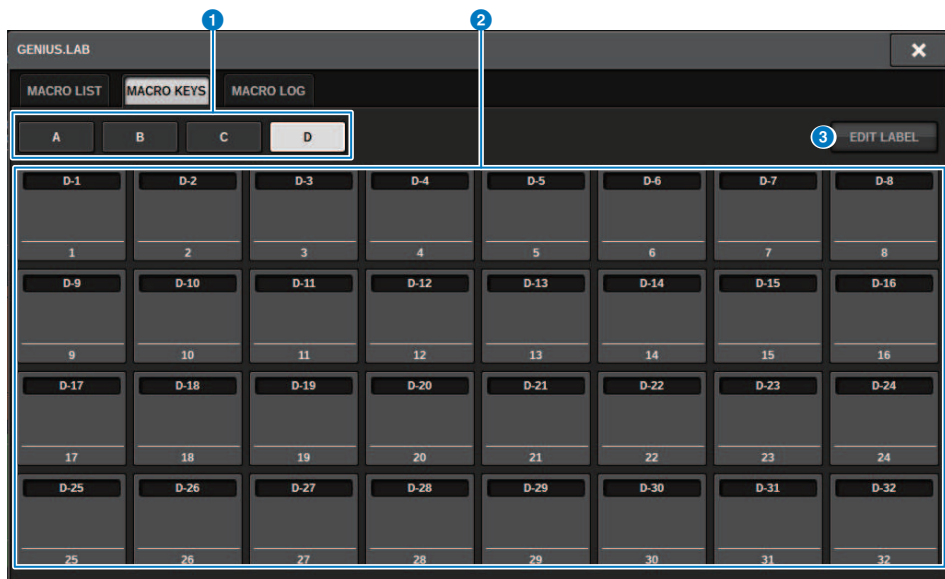 1 2
GENIUS.LAB
MACRO LIST MACRO KEYS MACRO LOG
A B C D 3 EDIT LABEL
D-1 D-2 D-3 D-4 D-5 D-6 D-7 D-8
1 2 3 4 5 6 7 8
D-9 D-10 D-11 D-12 D-13 D-14 D-15 D-16
9 10 11 12 13 14 15 16
D-17 D-18 D-19 D-20 D-21 D-22 D-23 D-24
17 18 19 20 21 22 23 24
D-25 D-26 D-27 D-28 D-29 D-30 D-31 D-32
25 26 27 28 29 30 31 32